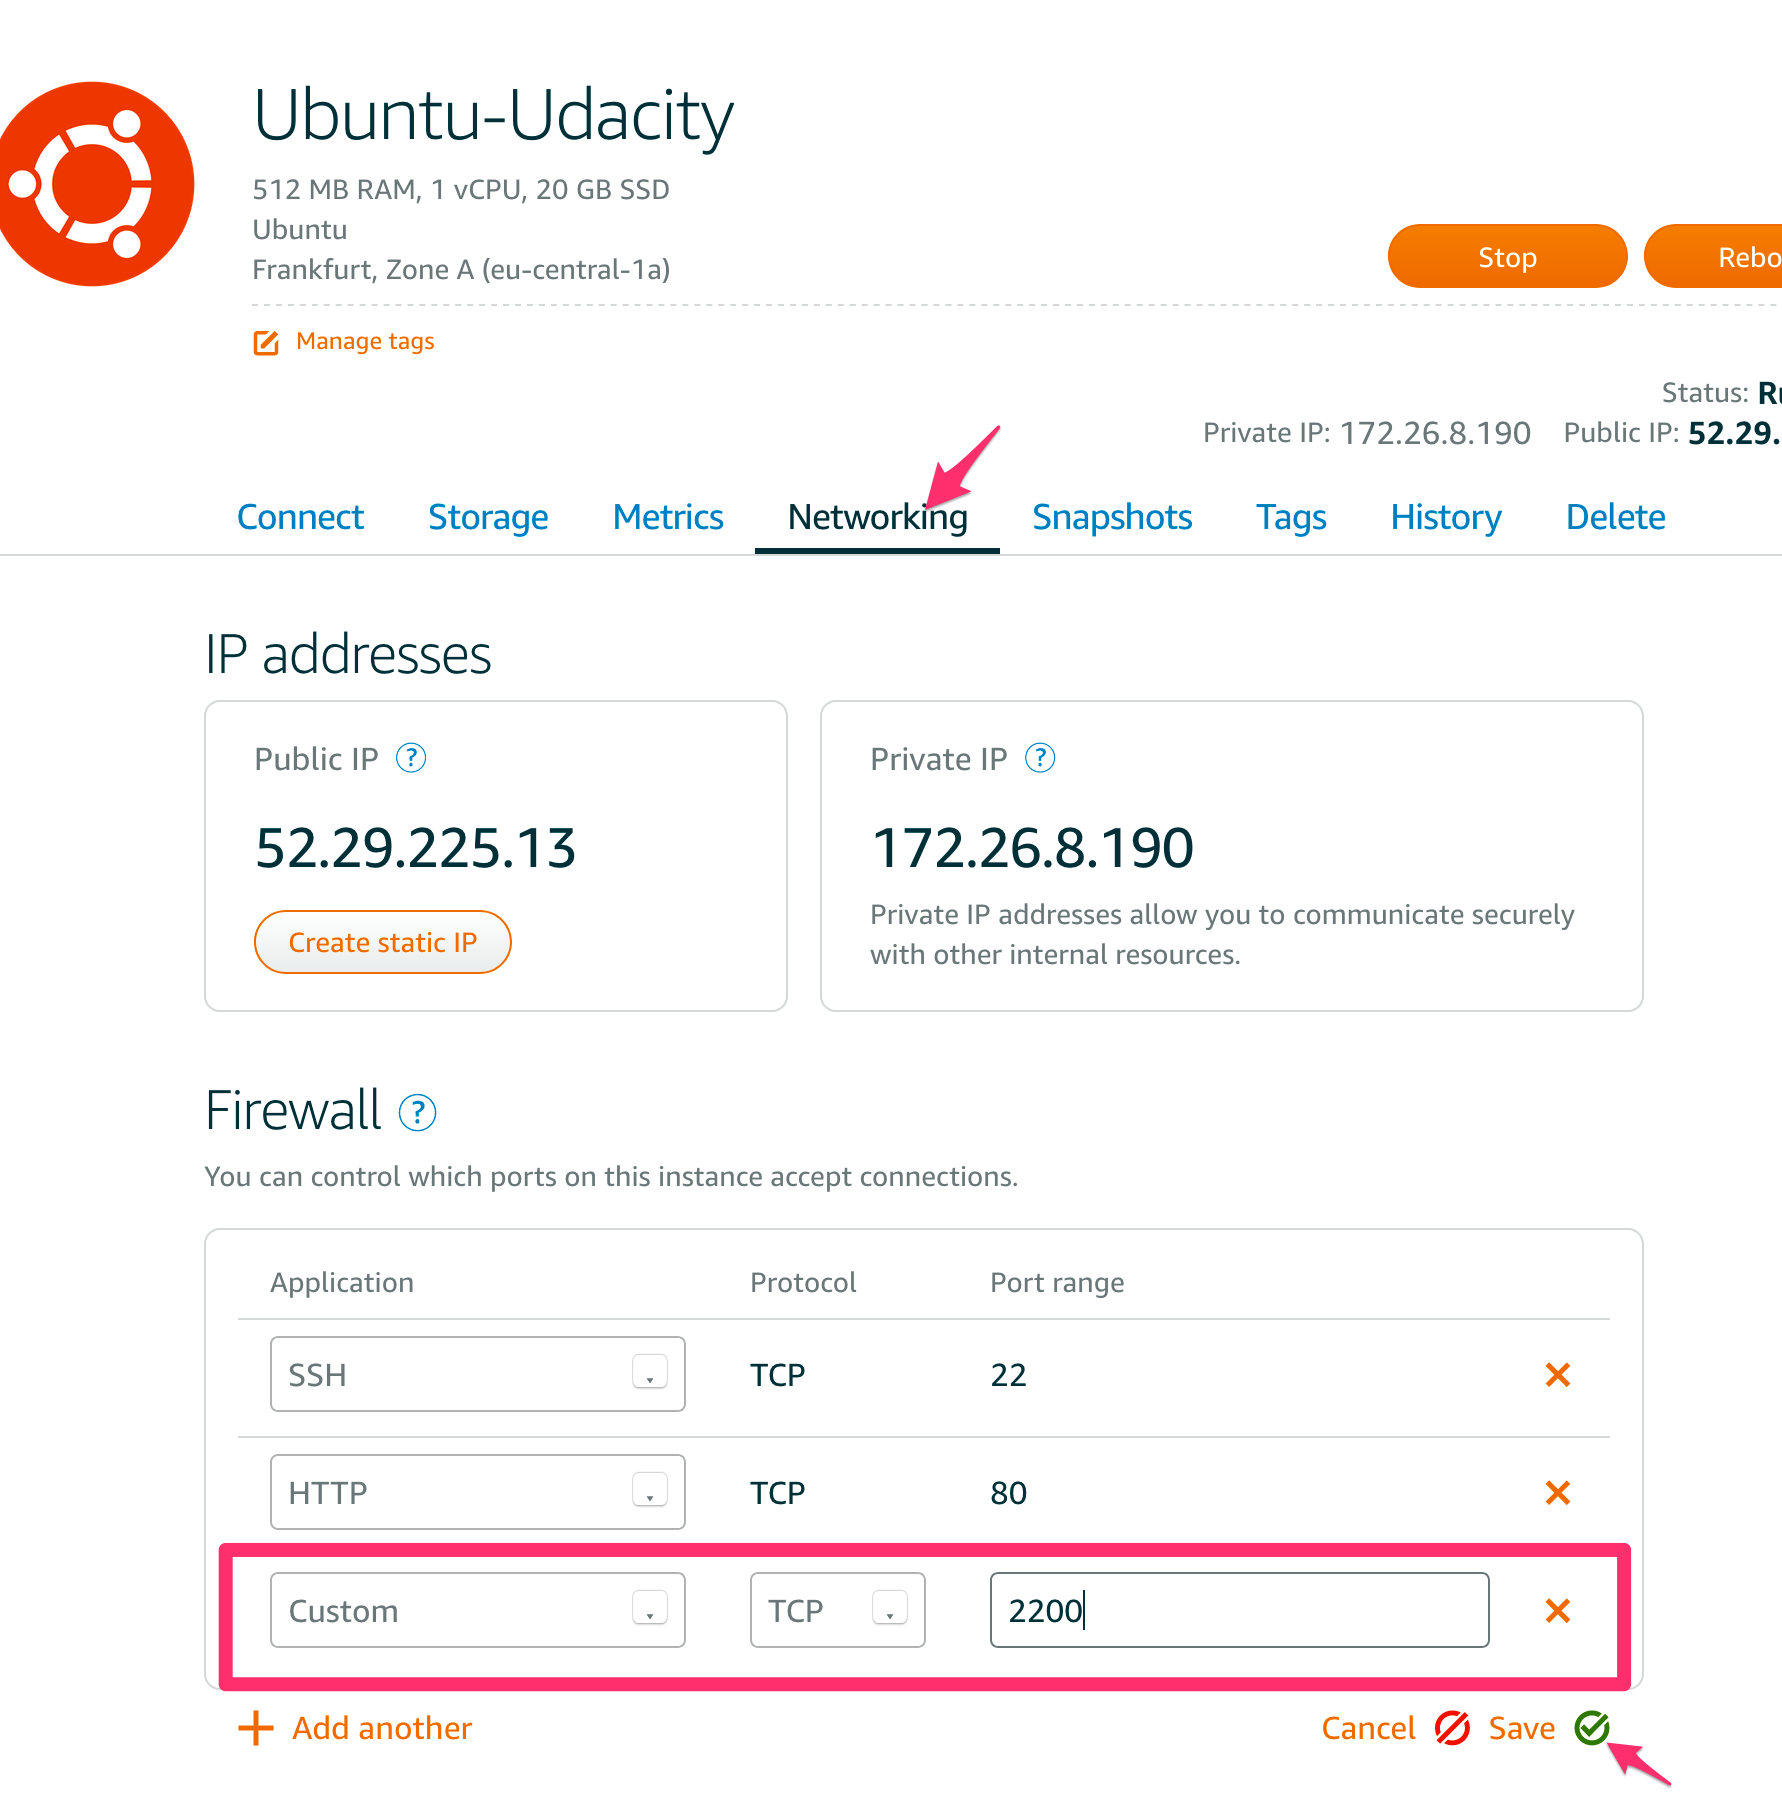 Ubuntu-Udacity
512 MB RAM, 1 vCPU, 20 GB SSD
Ubuntu
Frankfurt, Zone A (eu-central-1a)
Stop
Manage tags
Status:
Private IP: 172.26.8.190 Public IP: 52.29.
Connect Storage Metrics Networking Snapshots Tags History Delete
IP addresses
Public IP ?
52.29.225.13
Create static IP
Private IP ?
172.26.8.190
Private IP addresses allow you to communicate securely
with other internal resources.
Firewall ?
You can control which ports on this instance accept connections.
Application Protocol Port range
SSH TCP 22
HTTP TCP 80
Custom TCP 2200
Add another Cancel Save